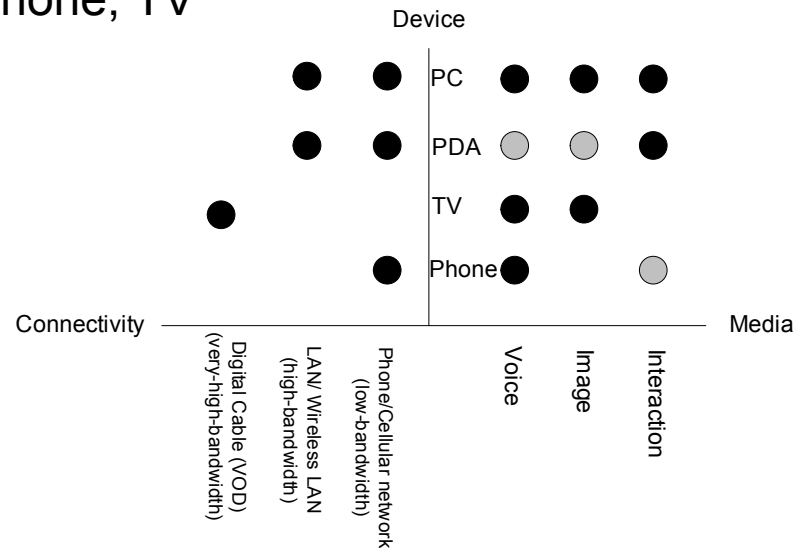 hone, TV
Device
PC
PDA
TV
Phone
Connectivity
Media
Digital Cable (VOD)
(very-high-bandwidth)
LAN/ Wireless LAN
(high-bandwidth)
Phone/Cellular network
(low-bandwidth)
Voice
Image
Interaction